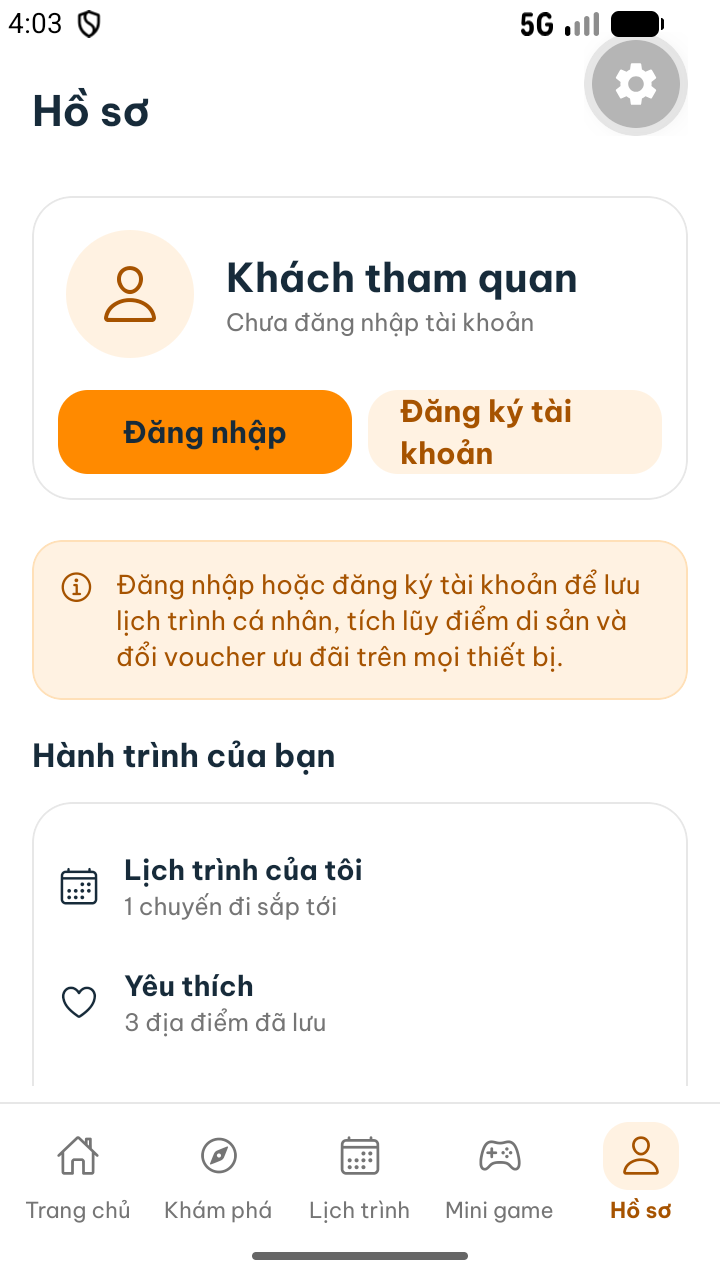 4:03
5G
Hồ sơ
Khách tham quan
Chưa đăng nhập tài khoản
Đăng nhập
Đăng ký tài
khoản
Đăng nhập hoặc đăng ký tài khoản để lưu
lịch trình cá nhân, tích lũy điểm di sản và
đổi voucher ưu đãi trên mọi thiết bị.
Hành trình của bạn
Lịch trình của tôi
1 chuyến đi sắp tới
Yêu thích
3 địa điểm đã lưu
Trang chủ
Khám phá
Lịch trình
Mini game
Hồ sơ